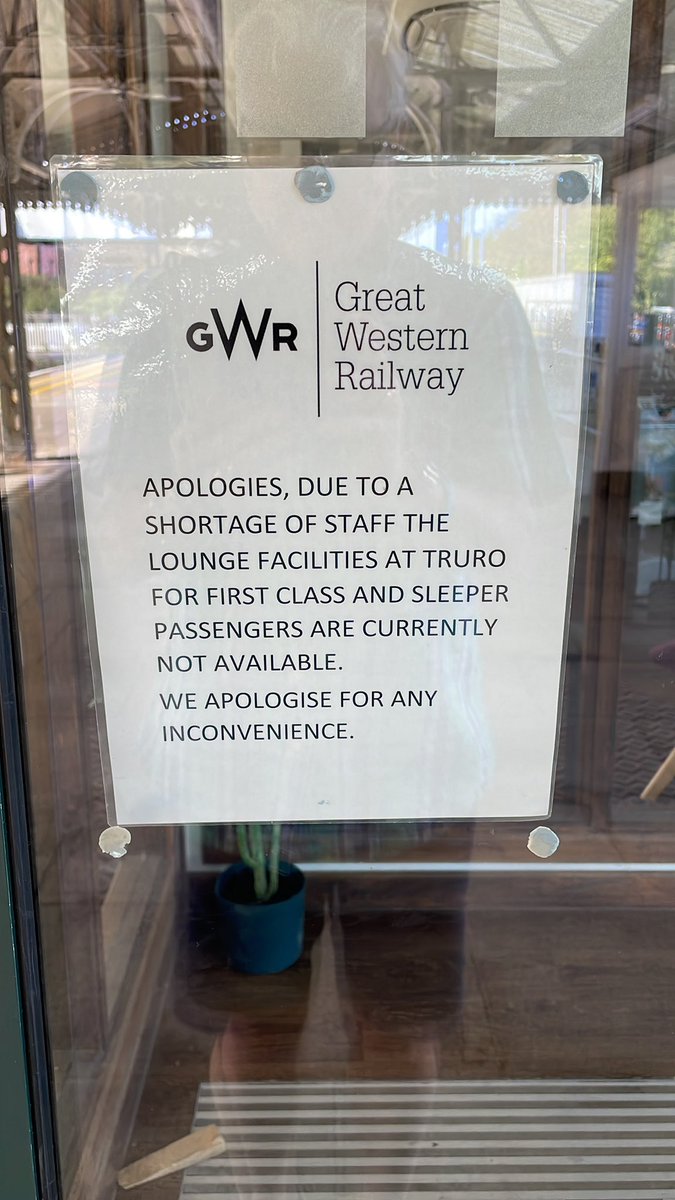 GWR
Great
Western
Railway
APOLOGIES, DUE TO A
SHORTAGE OF STAFF THE
LOUNGE FACILITIES AT TRURO
FOR FIRST CLASS AND SLEEPER
PASSENGERS ARE CURRENTLY
NOT AVAILABLE.
WE APOLOGISE FOR ANY
INCONVENIENCE.